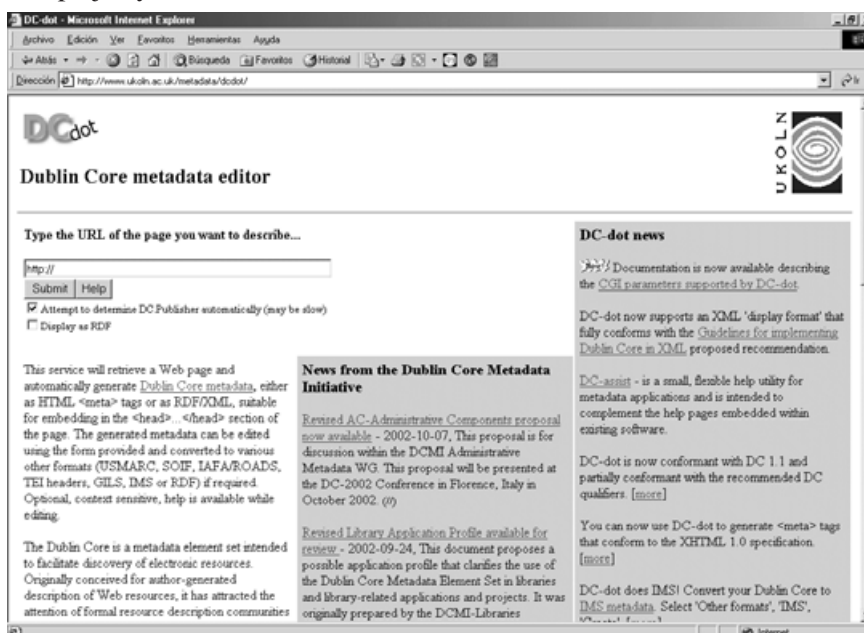 DC-dot - Microsoft Internet Explorer
Archivo Edición Ver Favoritos Herramientas Ayuda
Atrás Búsqueda Favoritos Historial
Dirección http://www.ukoln.ac.uk/metadata/dcdot/ Ir
DCdot
UKOLN
Dublin Core metadata editor
Type the URL of the page you want to describe...
http://
Submit Help
Attempt to determine DC.Publisher automatically (may be slow)
Display as RDF
This service will retrieve a Web page and
automatically generate Dublin Core metadata, either
as HTML <meta> tags or as RDF/XML, suitable
for embedding in the <head>...</head> section of
the page. The generated metadata can be edited
using the form provided and converted to various
other formats (USMARC, SOIF, IAFA/ROADS,
TEI headers, GILS, IMS or RDF) if required.
Optional, context sensitive, help is available while
editing.
The Dublin Core is a metadata element set intended
to facilitate discovery of electronic resources.
Originally conceived for author-generated
description of Web resources, it has attracted the
attention of formal resource description communities
News from the Dublin Core Metadata
Initiative
Revised AC-Administrative Components proposal
now available - 2002-10-07, This proposal is for
discussion within the DCMI Administrative
Metadata WG. This proposal will be presented at
the DC-2002 Conference in Florence, Italy in
October 2002.
Revised Library Application Profile available for
review - 2002-09-24, This document proposes a
possible application profile that clarifies the use of
the Dublin Core Metadata Element Set in libraries
and library-related applications and projects. It was
originally prepared by the DCMI-Libraries
DC-dot news
Documentation is now available describing
the CGI parameters supported by DC-dot.
DC-dot now supports an XML 'display format' that
fully conforms with the Guidelines for implementing
Dublin Core in XML proposed recommendation.
DC-assist - is a small, flexible help utility for
metadata applications and is intended to
complement the help pages embedded within
existing software.
DC-dot is now conformant with DC 1.1 and
partially conformant with the recommended DC
qualifiers. [more]
You can now use DC-dot to generate <meta> tags
that conform to the XHTML 1.0 specification.
[more]
DC-dot does IMS! Convert your Dublin Core to
IMS metadata. Select 'Other formats', 'IMS',
Internet